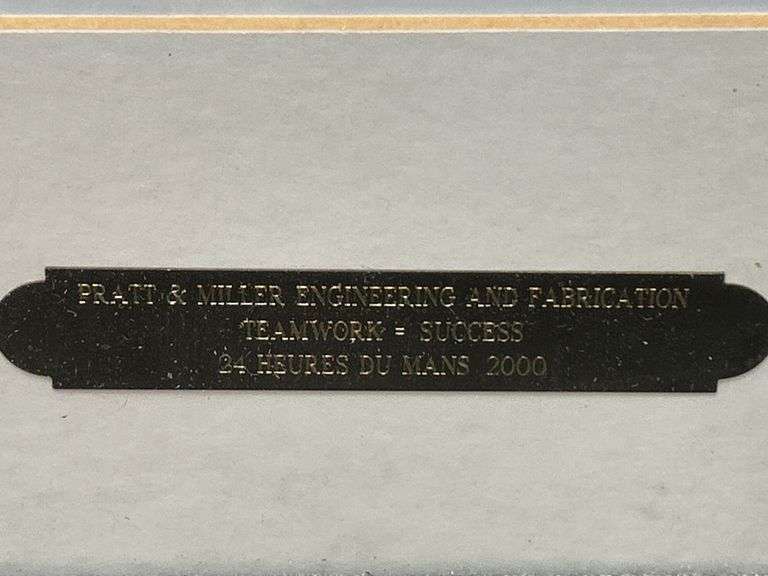 PRATT & MILLER ENGINEERING AND FABRICATION
TEAMWORK = SUCCESS
24 HEURES DU MANS 2000